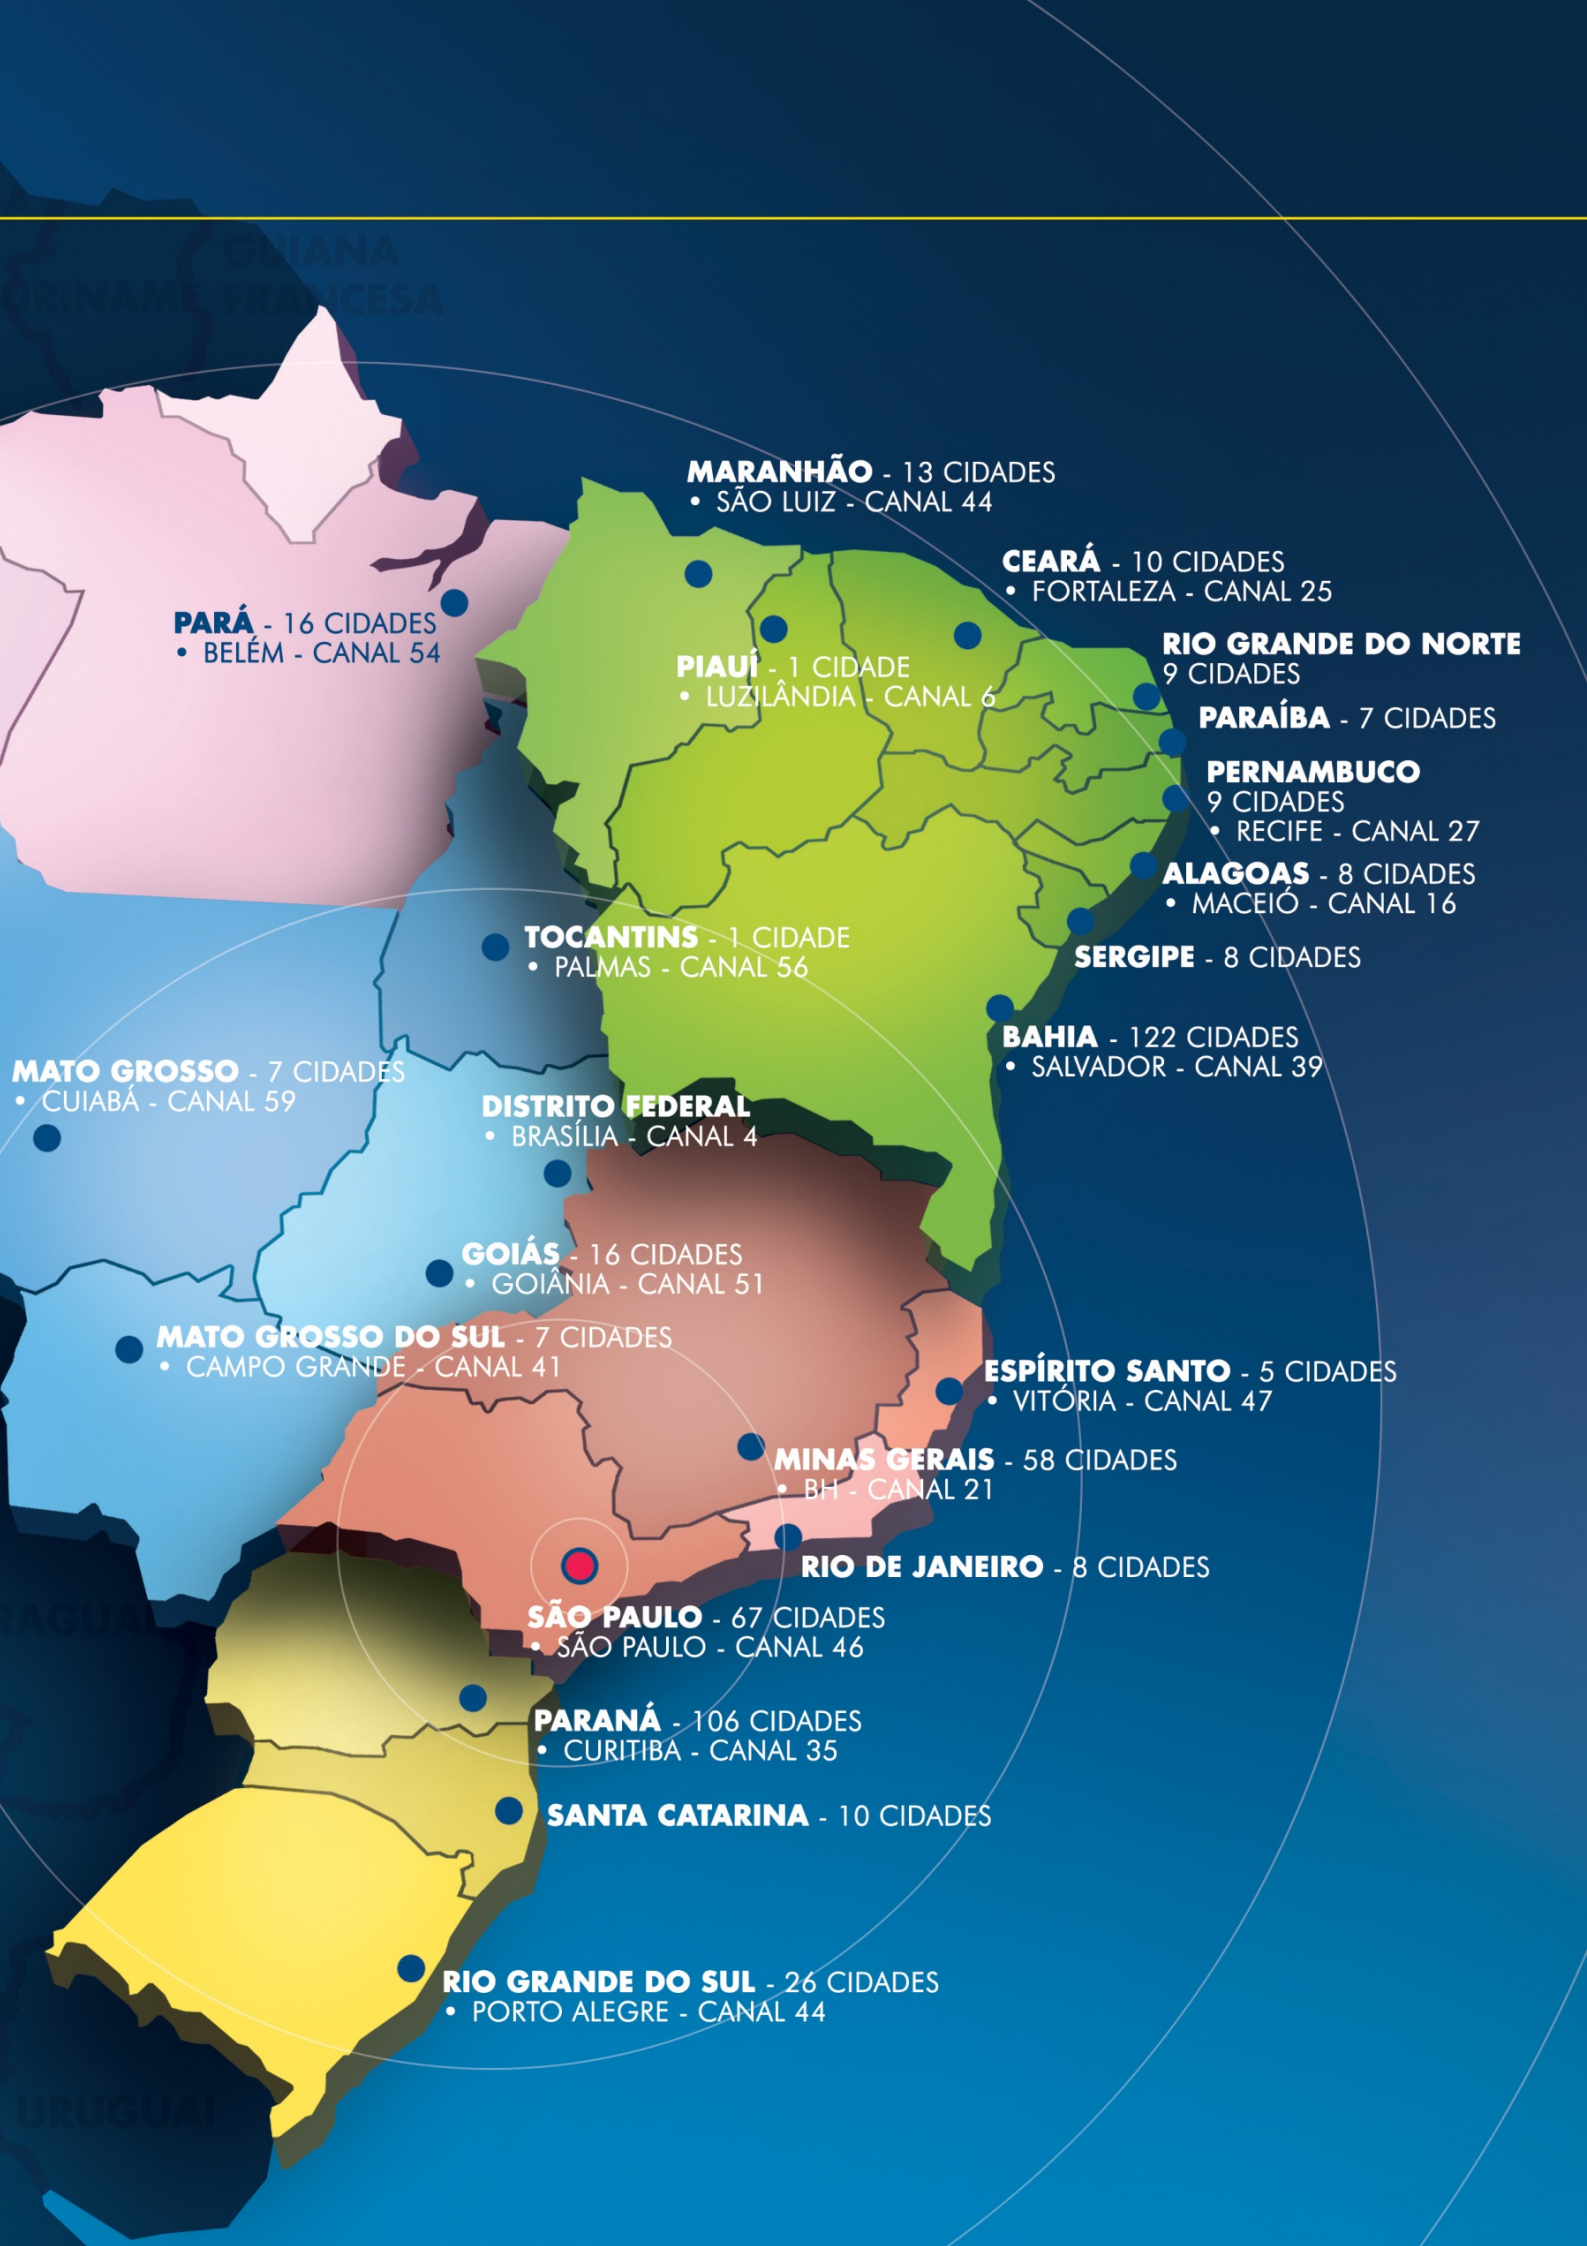 GUIANA
FRANCESA
URINAME
MARANHÃO - 13 CIDADES
• SÃO LUIZ - CANAL 44
CEARÁ - 10 CIDADES
• FORTALEZA - CANAL 25
PARÁ - 16 CIDADES
• BELÉM - CANAL 54
RIO GRANDE DO NORTE
9 CIDADES
PIAUÍ - 1 CIDADE
• LUZILÂNDIA - CANAL 6
PARAÍBA - 7 CIDADES
PERNAMBUCO
9 CIDADES
• RECIFE - CANAL 27
ALAGOAS - 8 CIDADES
• MACEIÓ - CANAL 16
TOCANTINS - 1 CIDADE
• PALMAS - CANAL 56
SERGIPE - 8 CIDADES
BAHIA - 122 CIDADES
• SALVADOR - CANAL 39
MATO GROSSO - 7 CIDADES
• CUIABÁ - CANAL 59
DISTRITO FEDERAL
• BRASÍLIA - CANAL 4
GOIÁS - 16 CIDADES
• GOIÂNIA - CANAL 51
MATO GROSSO DO SUL - 7 CIDADES
• CAMPO GRANDE - CANAL 41
ESPÍRITO SANTO - 5 CIDADES
• VITÓRIA - CANAL 47
MINAS GERAIS - 58 CIDADES
• BH - CANAL 21
RIO DE JANEIRO - 8 CIDADES
SÃO PAULO - 67 CIDADES
• SÃO PAULO - CANAL 46
RAGUAI
PARANÁ - 106 CIDADES
• CURITIBA - CANAL 35
SANTA CATARINA - 10 CIDADES
RIO GRANDE DO SUL - 26 CIDADES
• PORTO ALEGRE - CANAL 44
URUGUAI